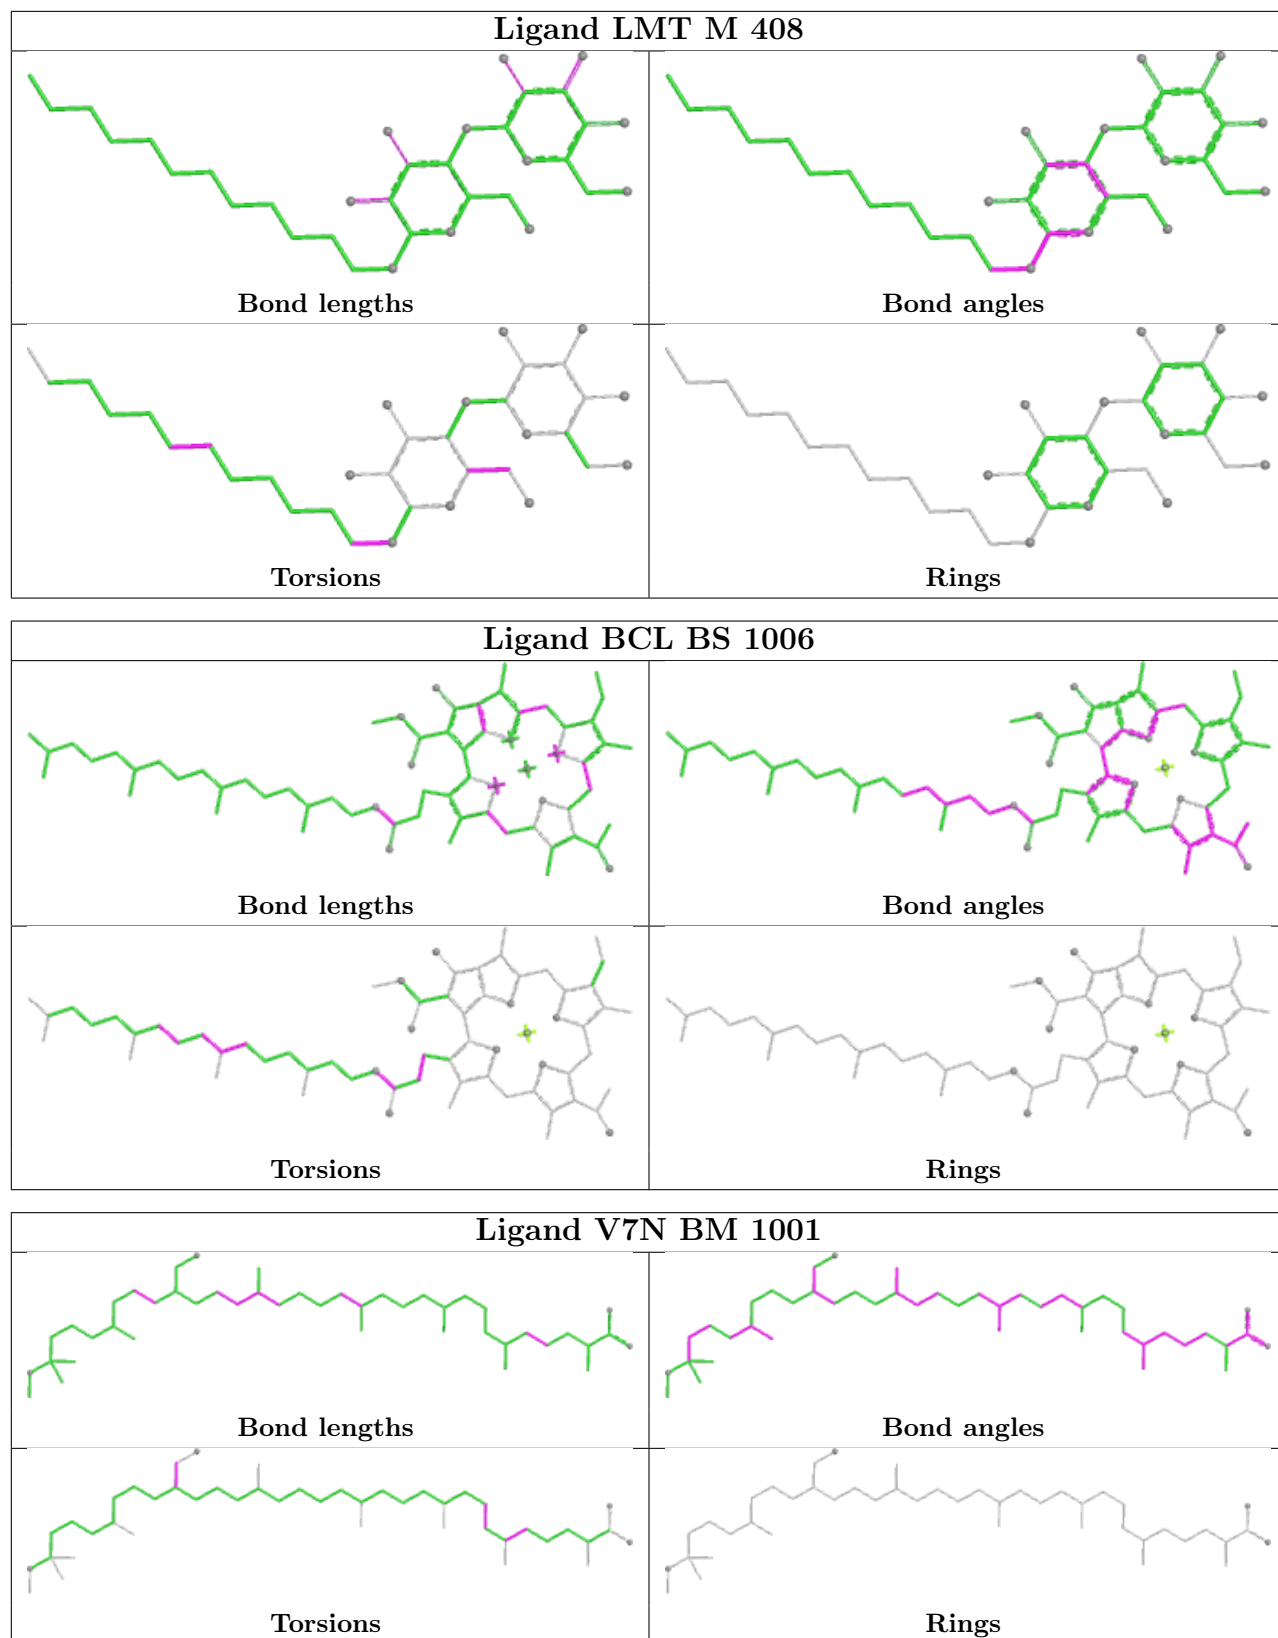 Ligand LMT M 408
Bond lengths
Bond angles
Torsions
Rings
Ligand BCL BS 1006
Bond lengths
Bond angles
Torsions
Rings
Ligand V7N BM 1001
Bond lengths
Bond angles
Torsions
Rings